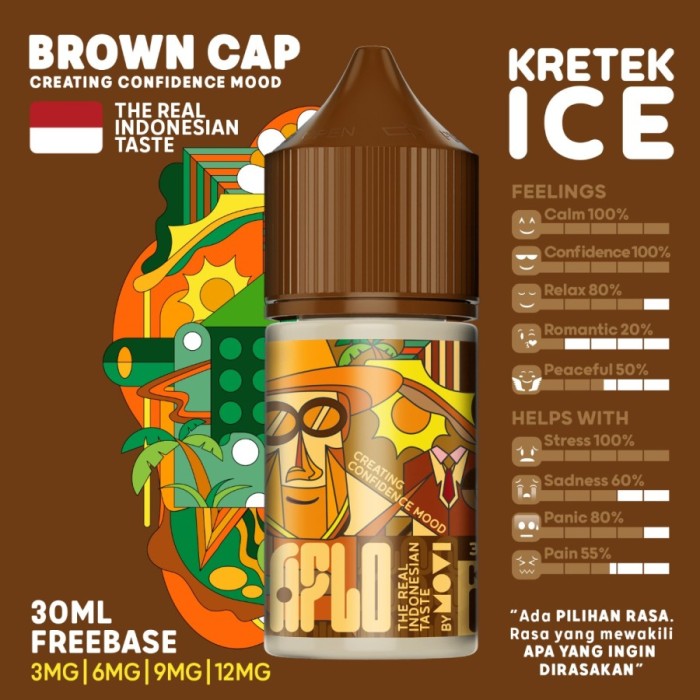 BROWN CAP
CREATING CONFIDENCE MOOD
THE REAL
INDONESIAN
TASTE
KRETEK
ICE
FEELINGS
Calm 100%
Confidence 100%
Relax 80%
Romantic 20%
Peaceful 50%
HELPS WITH
Stress 100%
Sadness 60%
Panic 80%
Pain 55%
CREATING
CONFIDENCE MOOD
AFLO
THE REAL
INDONESIAN
TASTE
BY MOVI
30ML
FREEBASE
3MG|6MG|9MG|12MG
“Ada PILIHAN RASA.
Rasa yang mewakili
APA YANG INGIN
DIRASAKAN”